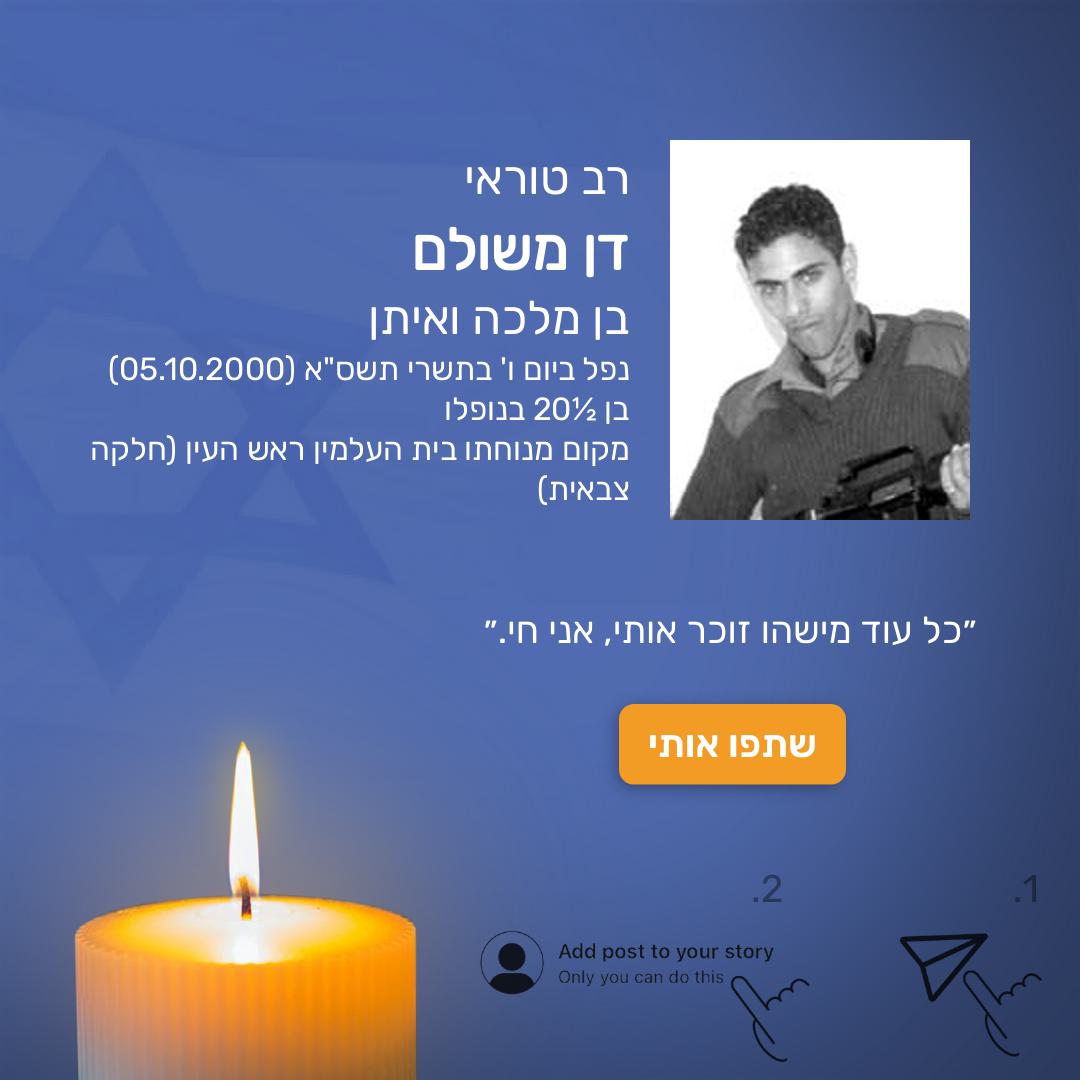 רב טוראי
דן משולם
בן מלכה ואיתן
נפל ביום ו' בתשרי תשס"א (05.10.2000)
בן 20½ בנופלו
מקום מנוחתו בית העלמין ראש העין (חלקה
צבאית)
״כל עוד מישהו זוכר אותי, אני חי.״
שתפו אותי
1.
2.
Add post to your story
Only you can do this